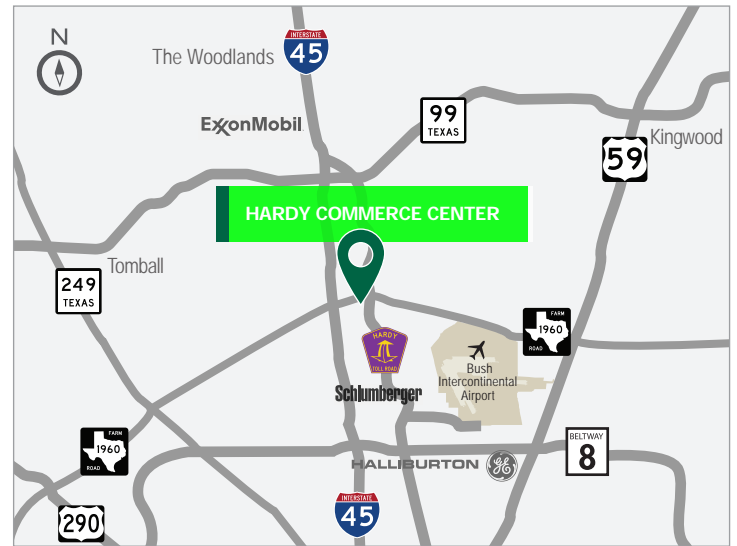 N
The Woodlands
INTERSTATE
45
ExxonMobil
99
TEXAS
Kingwood
59
HARDY COMMERCE CENTER
Tomball
249
TEXAS
FARM
1960
ROAD
HARDY
TOLL ROAD
Bush
Intercontinental
Airport
Schlumberger
FARM
1960
ROAD
BELTWAY
8
HALLIBURTON
GE
INTERSTATE
45
290